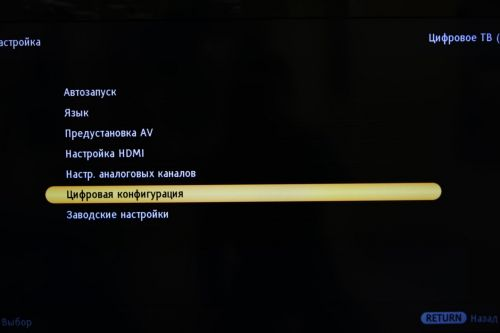 астройка
Цифровое ТВ (
Автозапуск
Язык
Предустановка AV
Настройка HDMI
Настр. аналоговых каналов
Цифровая конфигурация
Заводские настройки
Выбор
RETURN Назад